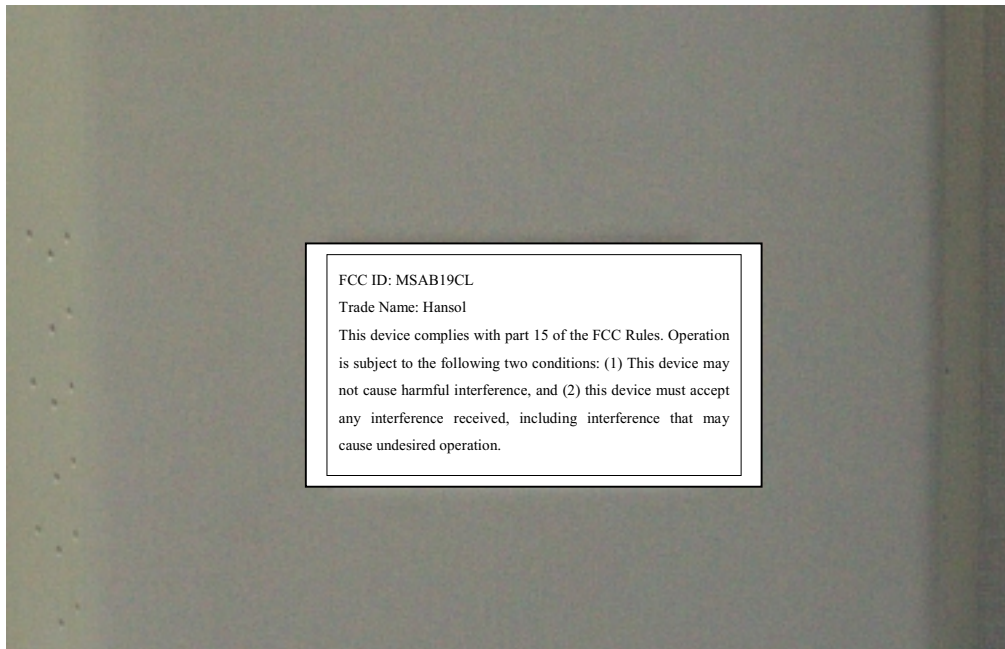 FCC ID: MSAB19CL
Trade Name: Hansol
This device complies with part 15 of the FCC Rules. Operation
is subject to the following two conditions: (1) This device may
not cause harmful interference, and (2) this device must accept
any interference received, including interference that may
cause undesired operation.